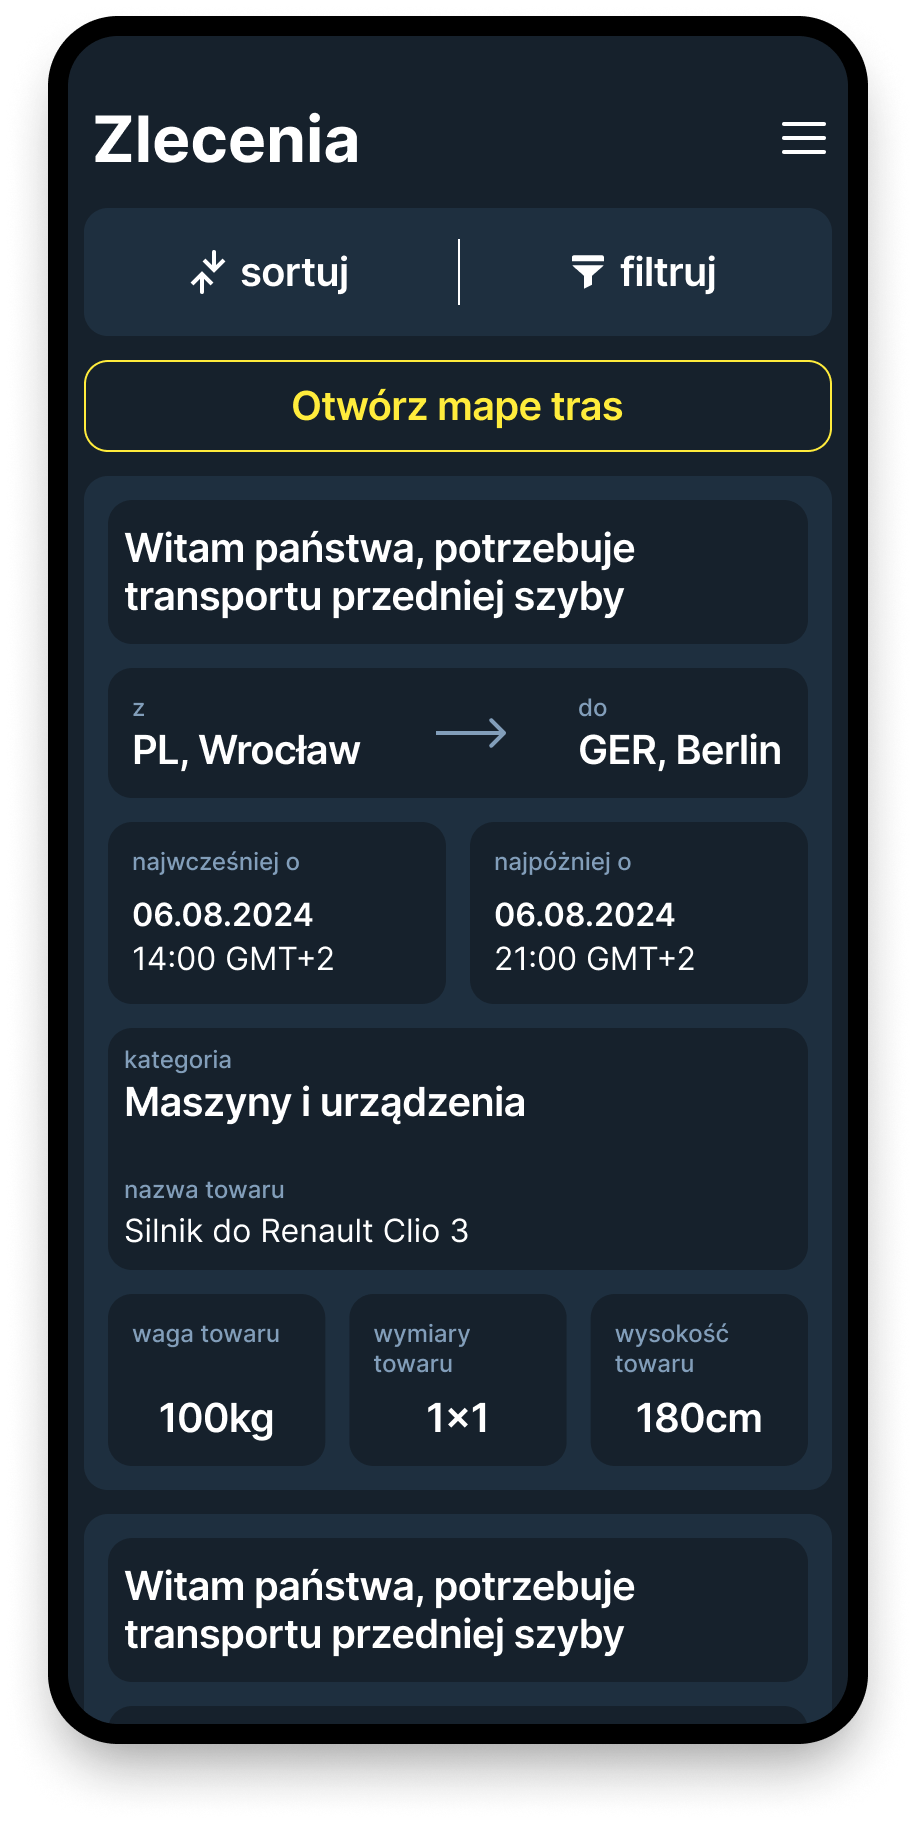 Zlecenia
sortuj
filtruj
Otwórz mape tras
Witam państwa, potrzebuje
transportu przedniej szyby
z
do
PL, Wrocław
GER, Berlin
najwcześniej o
najpóżniej o
06.08.2024
06.08.2024
14:00 GMT+2
21:00 GMT+2
kategoria
Maszyny i urządzenia
nazwa towaru
Silnik do Renault Clio 3
waga towaru
wymiary
towaru
wysokość
towaru
100kg
1×1
180cm
Witam państwa, potrzebuje
transportu przedniej szyby